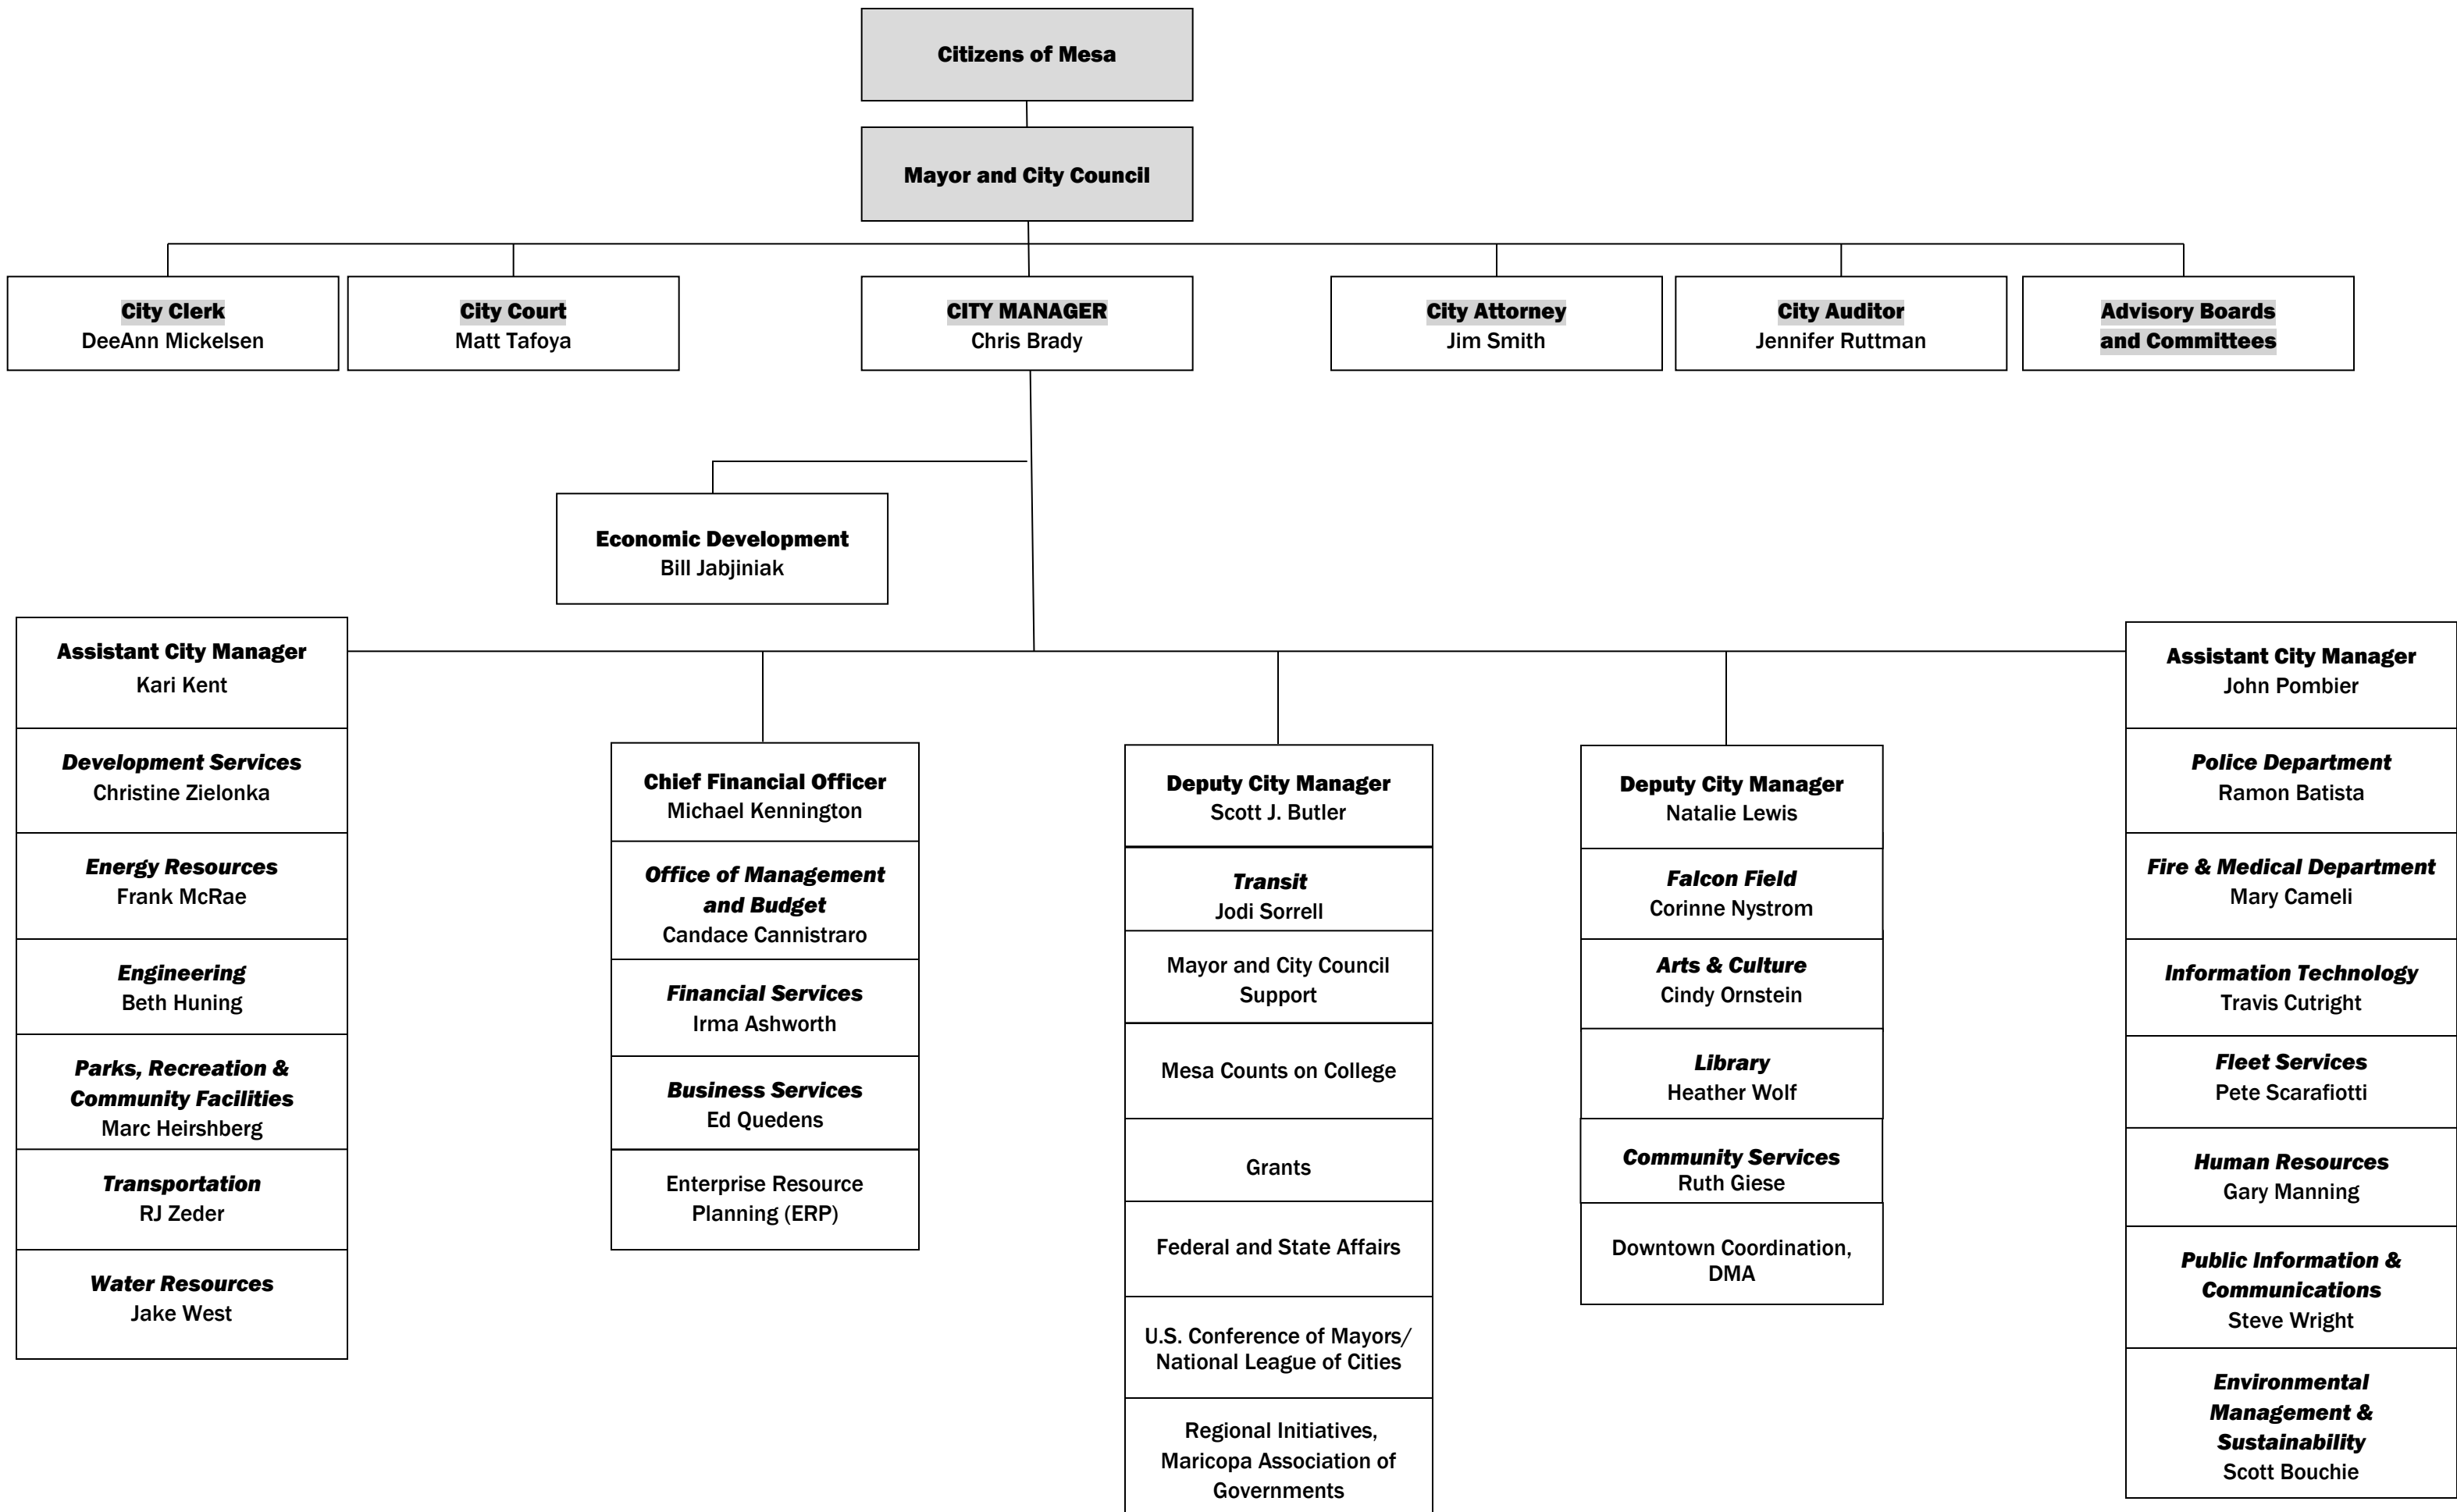 Citizens of Mesa
Mayor and City Council
City Clerk
DeeAnn Mickelsen
City Court
Matt Tafoya
CITY MANAGER
Chris Brady
City Attorney
Jim Smith
City Auditor
Jennifer Ruttman
Advisory Boards
and Committees
Economic Development
Bill Jabjiniak
Assistant City Manager
Kari Kent
Development Services
Christine Zielonka
Energy Resources
Frank McRae
Engineering
Beth Huning
Parks, Recreation &
Community Facilities
Marc Heirshberg
Transportation
RJ Zeder
Water Resources
Jake West
Chief Financial Officer
Michael Kennington
Office of Management
and Budget
Candace Cannistraro
Financial Services
Irma Ashworth
Business Services
Ed Quedens
Enterprise Resource
Planning (ERP)
Deputy City Manager
Scott J. Butler
Transit
Jodi Sorrell
Mayor and City Council
Support
Mesa Counts on College
Grants
Federal and State Affairs
U.S. Conference of Mayors/
National League of Cities
Regional Initiatives,
Maricopa Association of
Governments
Deputy City Manager
Natalie Lewis
Falcon Field
Corinne Nystrom
Arts & Culture
Cindy Ornstein
Library
Heather Wolf
Community Services
Ruth Giese
Downtown Coordination,
DMA
Assistant City Manager
John Pombier
Police Department
Ramon Batista
Fire & Medical Department
Mary Cameli
Information Technology
Travis Cutright
Fleet Services
Pete Scarafiotti
Human Resources
Gary Manning
Public Information &
Communications
Steve Wright
Environmental
Management &
Sustainability
Scott Bouchie